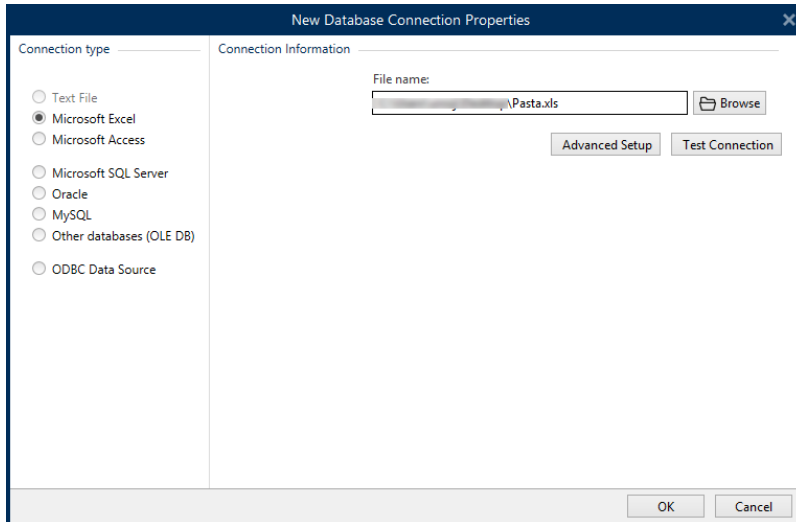 New Database Connection Properties
Connection type
Text File
Microsoft Excel
Microsoft Access
Microsoft SQL Server
Oracle
MySQL
Other databases (OLE DB)
ODBC Data Source
Connection Information
File name:
\Pasta.xls
Browse
Advanced Setup
Test Connection
OK
Cancel